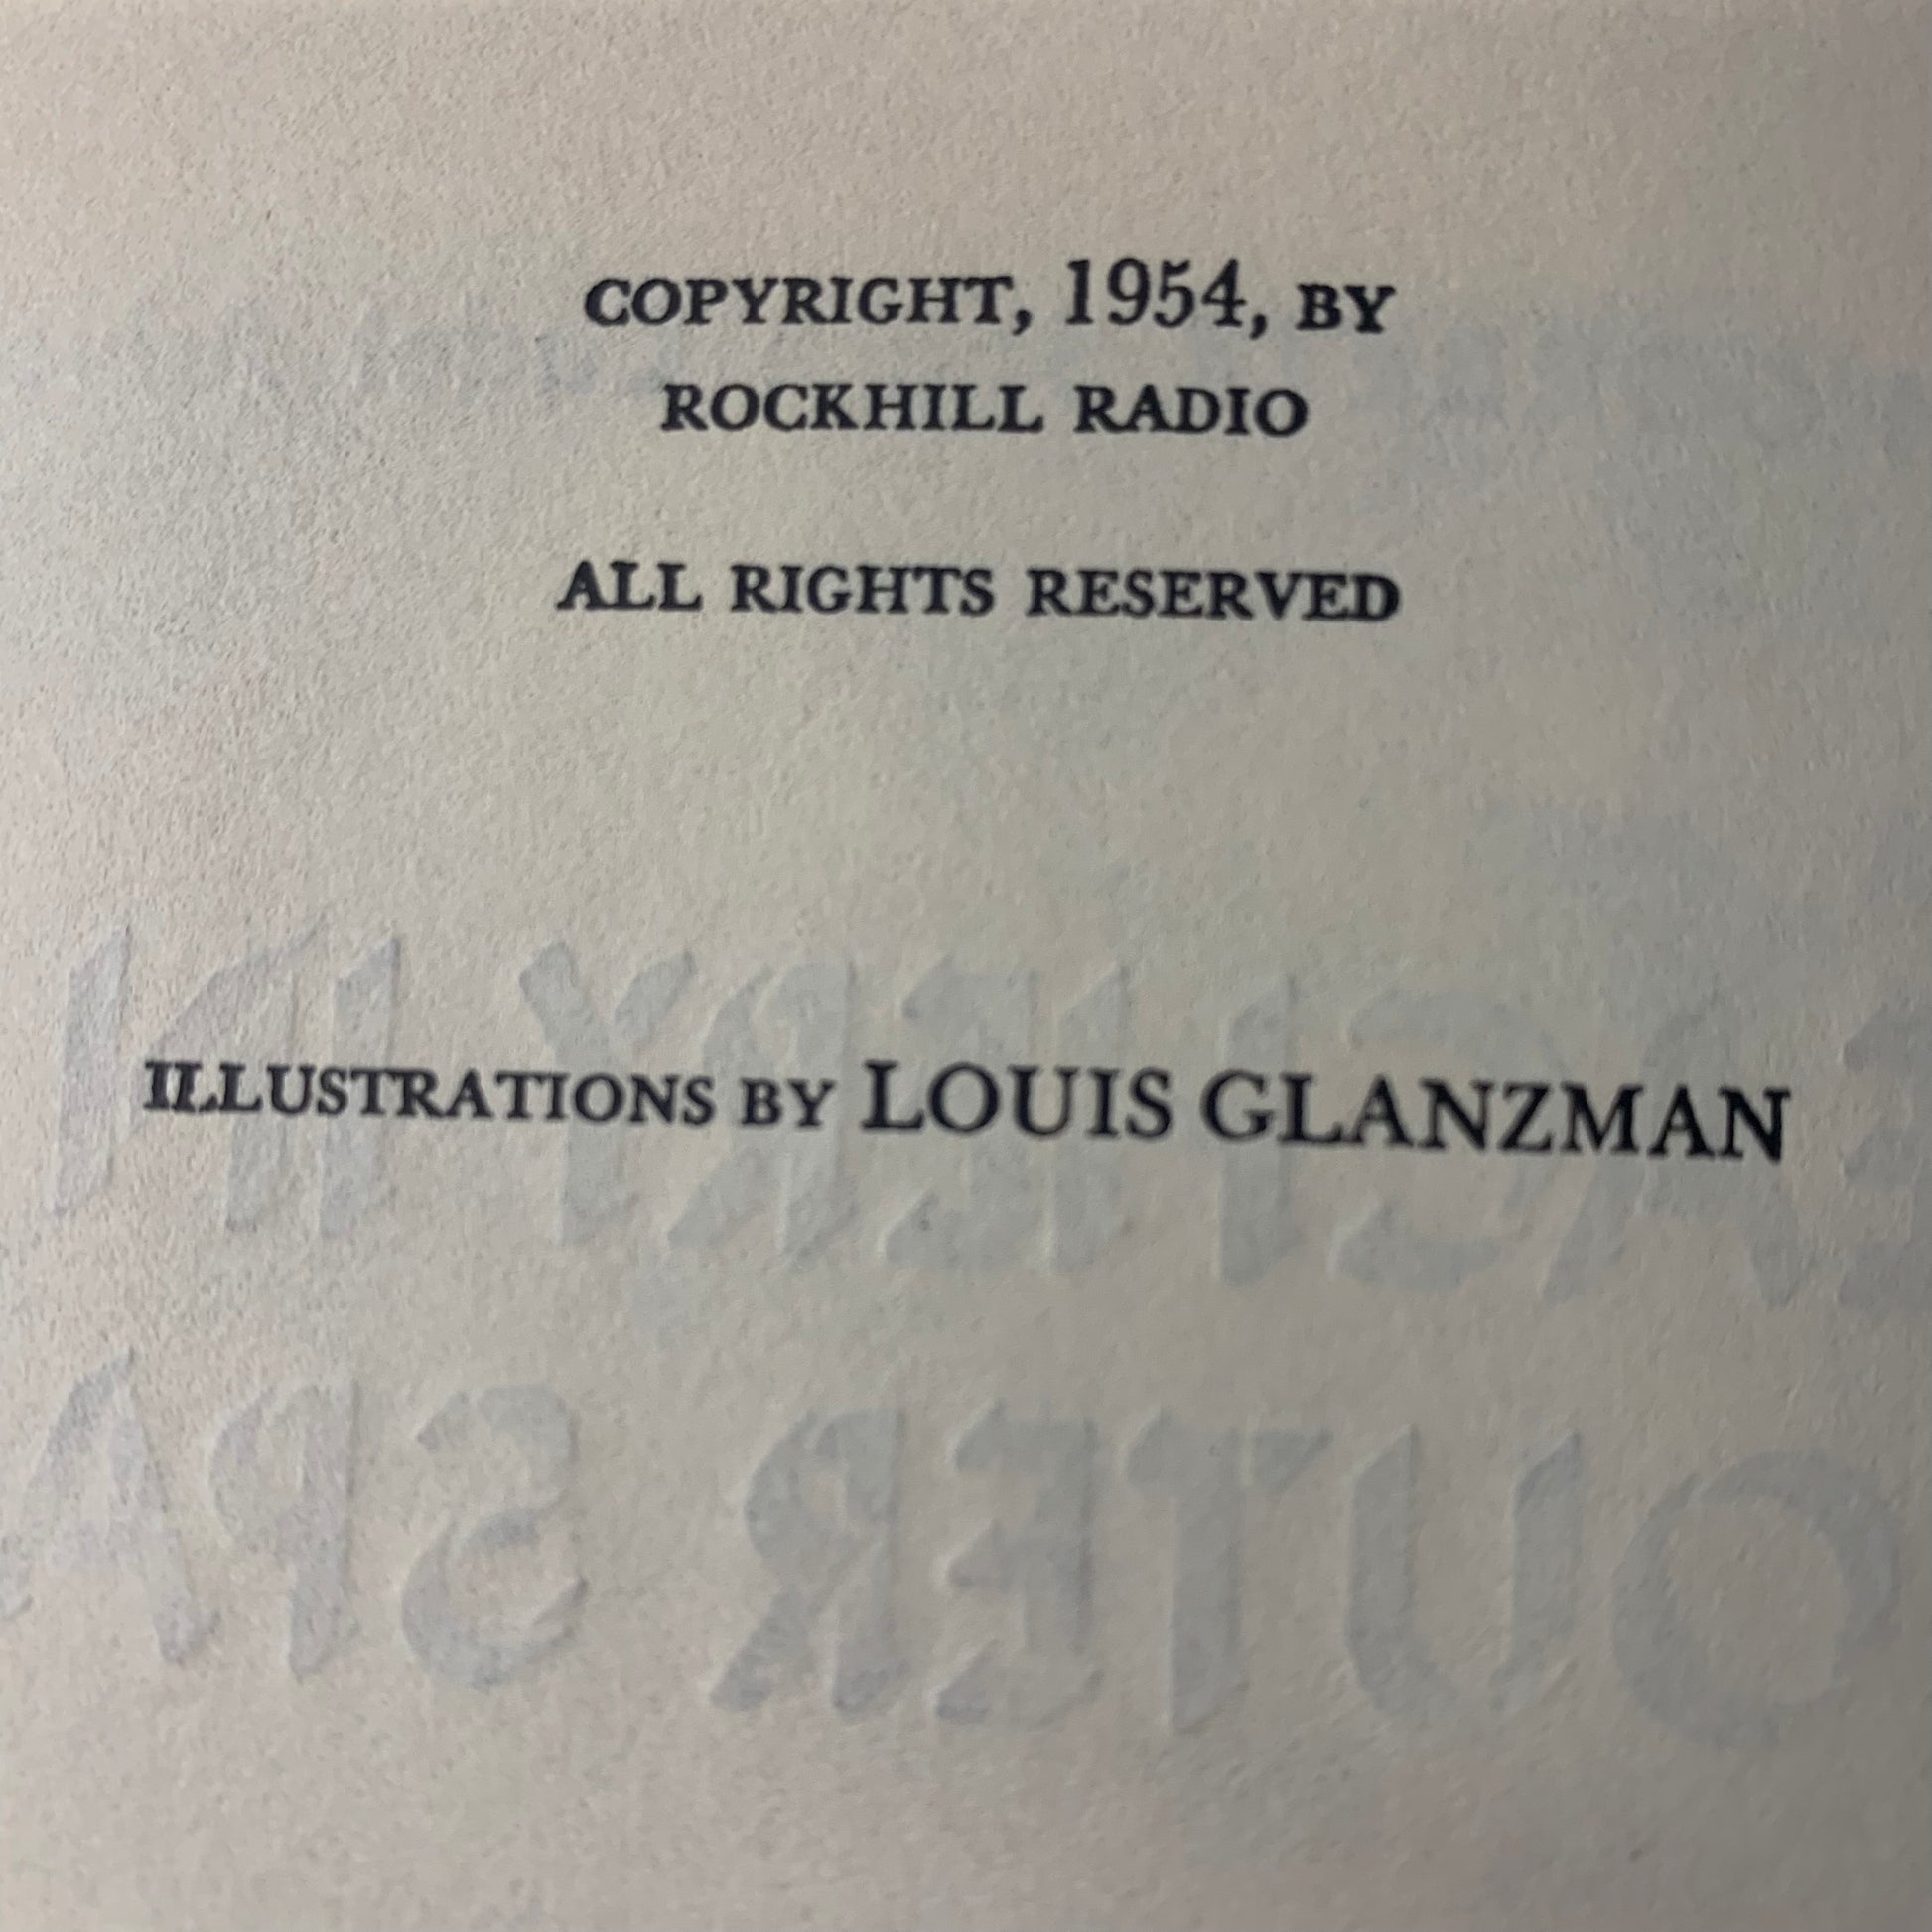 COPYRIGHT, 1954, BY
ROCKHILL RADIO
ALL RIGHTS RESERVED
ILLUSTRATIONS BY LOUIS GLANZMAN